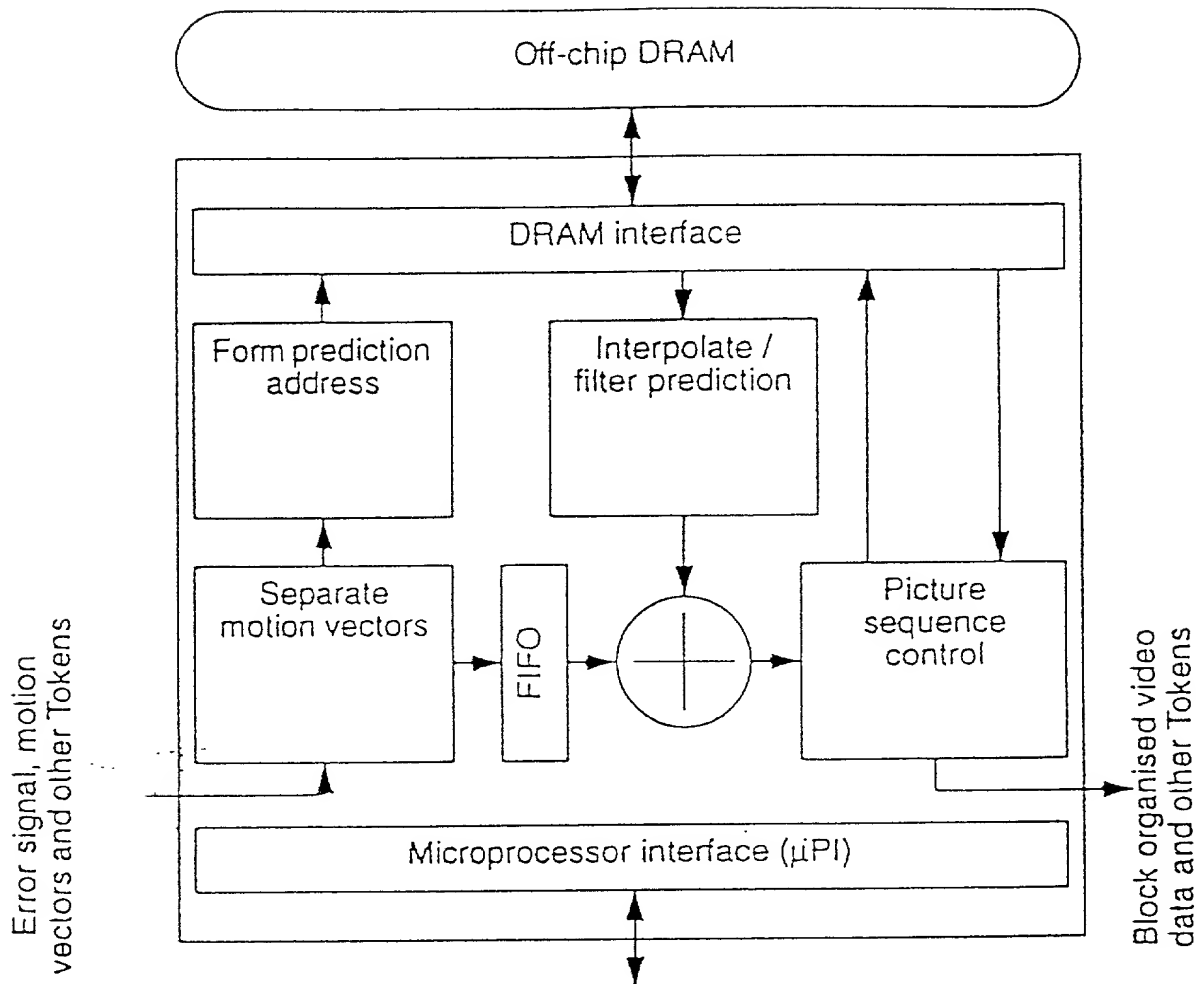 Off-chip DRAM
DRAM interface
Form prediction
address
Interpolate /
filter prediction
Separate
motion vectors
FIFO
Picture
sequence
control
Error signal, motion
vectors and other Tokens
Block organised video
data and other Tokens
Microprocessor interface (µPI)